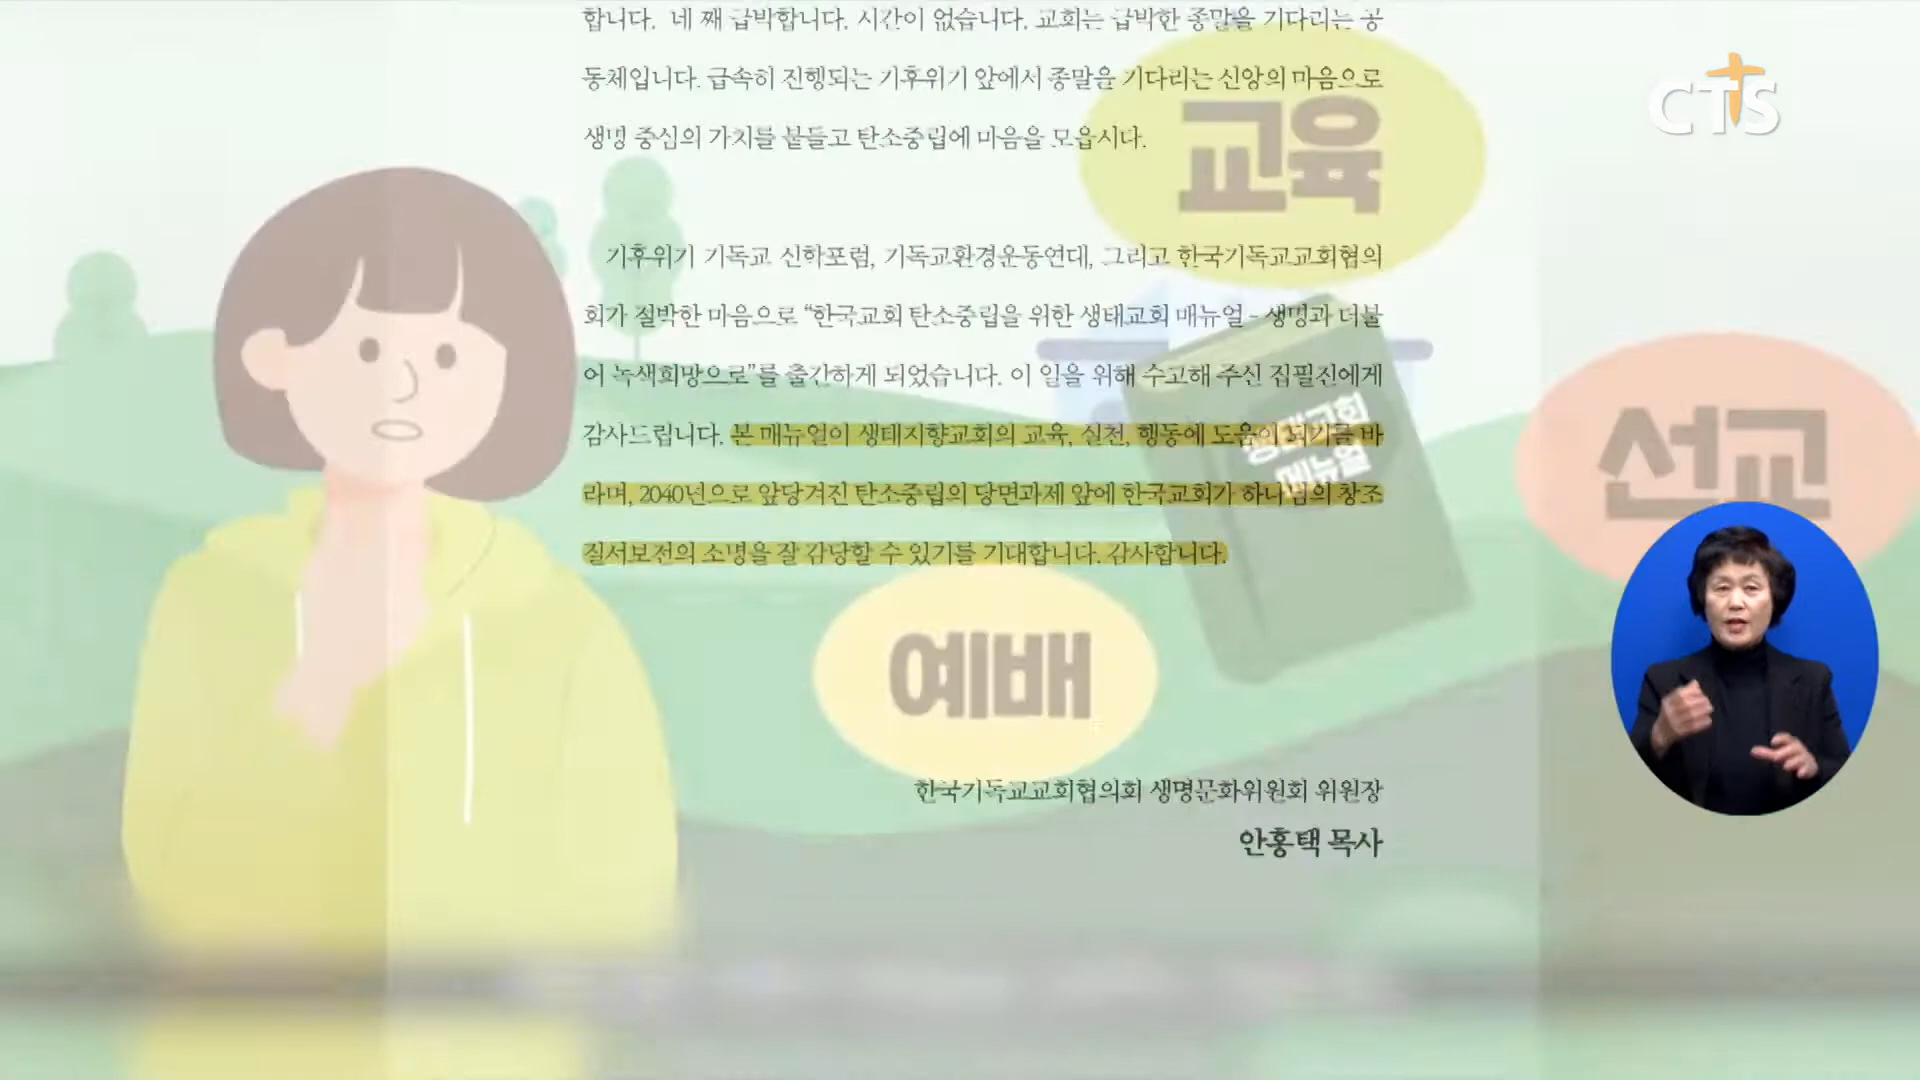 합니다. 네 째 급박합니다. 시간이 없습니다. 교회는 급박한 종말을 기다리는 공
동체입니다. 급속히 진행되는 기후위기 앞에서 종말을 기다리는 신앙의 마음으로
생명 중심의 가치를 붙들고 탄소중립에 마음을 모읍시다.
기후위기 기독교 신학포럼, 기독교환경운동연대, 그리고 한국기독교교회협의
회가 절박한 마음으로 “한국교회 탄소중립을 위한 생태교회 매뉴얼 – 생명과 더불
어 녹색희망으로”를 출간하게 되었습니다. 이 일을 위해 수고해 주신 집필진에게
감사드립니다. 본 매뉴얼이 생태지향교회의 교육, 실천, 행동에 도움이 되기를 바
라며, 2040년으로 앞당겨진 탄소중립의 당면과제 앞에 한국교회가 하나님의 창조
질서보전의 소명을 잘 감당할 수 있기를 기대합니다. 감사합니다.
한국기독교교회협의회 생명문화위원회 위원장
안홍택 목사
교육
선교
예배
생태교회
매뉴얼
CTS